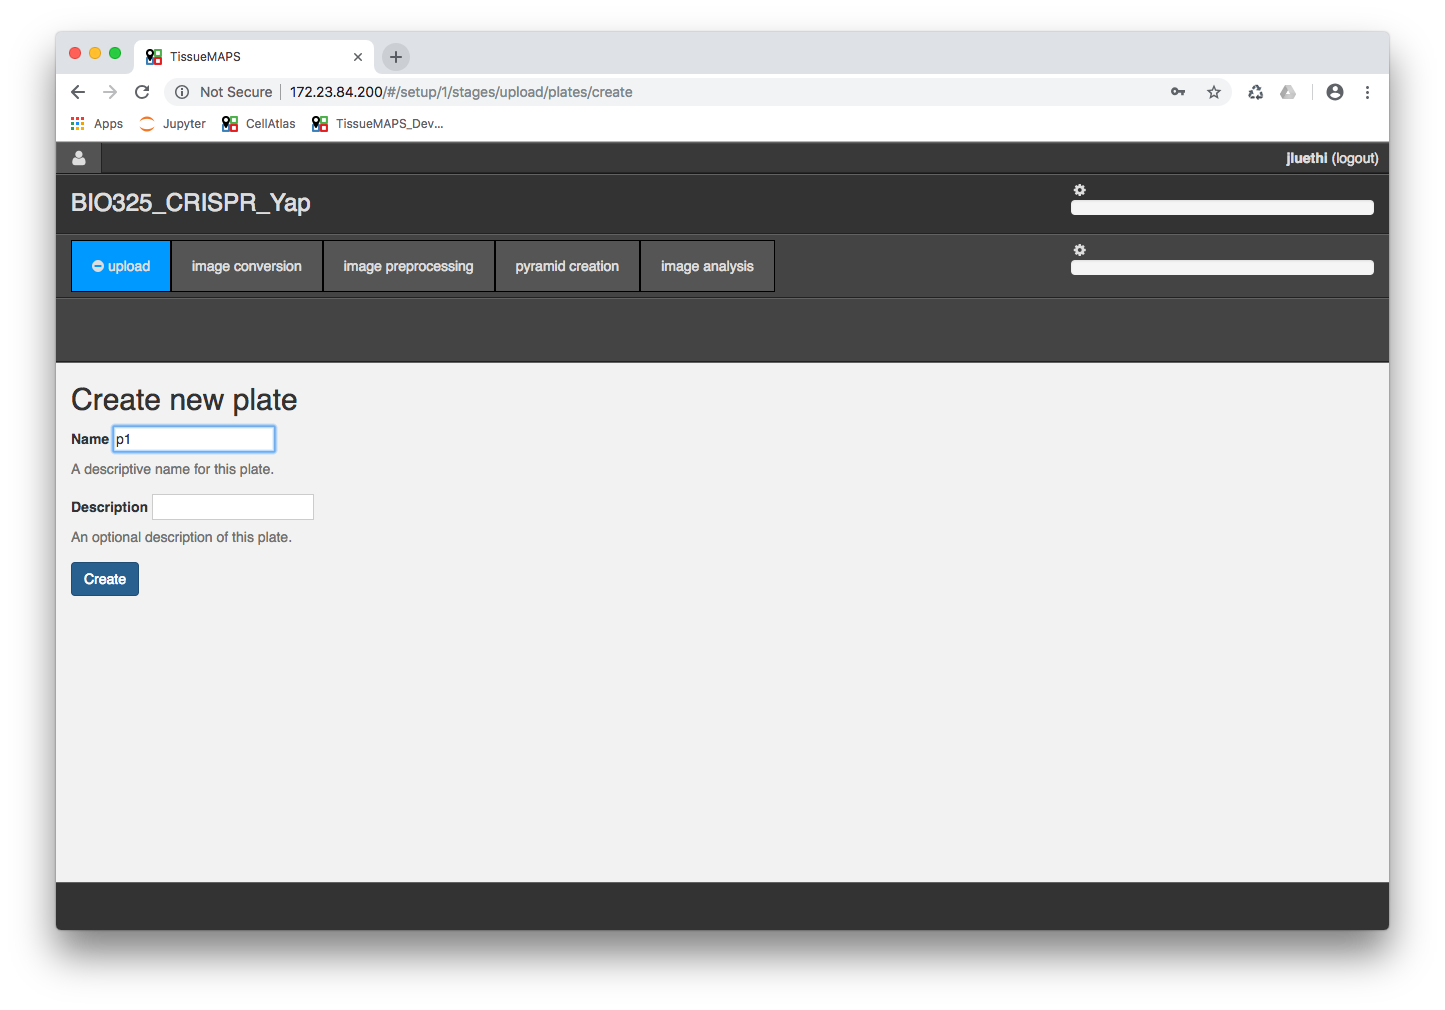 TissueMAPS
Not Secure 172.23.84.200/#/setup/1/stages/upload/plates/create
Apps Jupyter CellAtlas TissueMAPS_Dev...
jluethi (logout)
BIO325_CRISPR_Yap
upload image conversion image preprocessing pyramid creation image analysis
Create new plate
Name p1
A descriptive name for this plate.
Description
An optional description of this plate.
Create